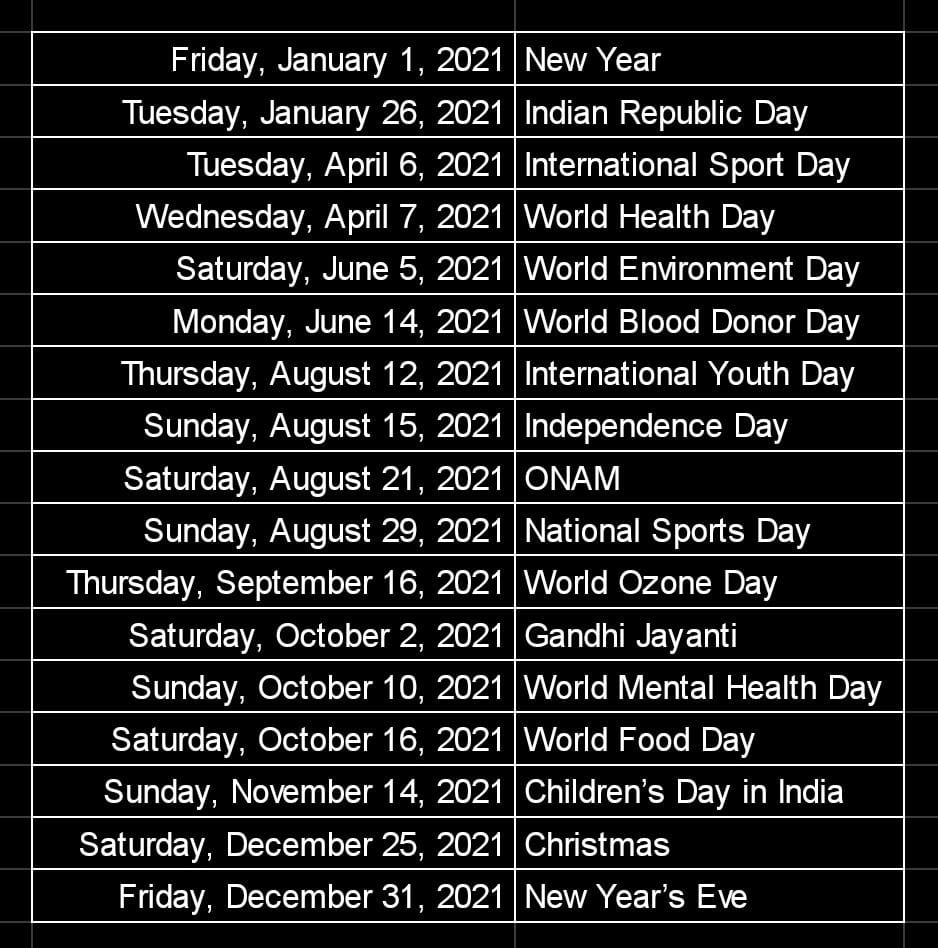 Friday, January 1, 2021 New Year
Tuesday, January 26, 2021 Indian Republic Day
Tuesday, April 6, 2021 International Sport Day
Wednesday, April 7, 2021 World Health Day
Saturday, June 5, 2021 World Environment Day
Monday, June 14, 2021 World Blood Donor Day
Thursday, August 12, 2021 International Youth Day
Sunday, August 15, 2021 Independence Day
Saturday, August 21, 2021 ONAM
Sunday, August 29, 2021 National Sports Day
Thursday, September 16, 2021 World Ozone Day
Saturday, October 2, 2021 Gandhi Jayanti
Sunday, October 10, 2021 World Mental Health Day
Saturday, October 16, 2021 World Food Day
Sunday, November 14, 2021 Children’s Day in India
Saturday, December 25, 2021 Christmas
Friday, December 31, 2021 New Year’s Eve